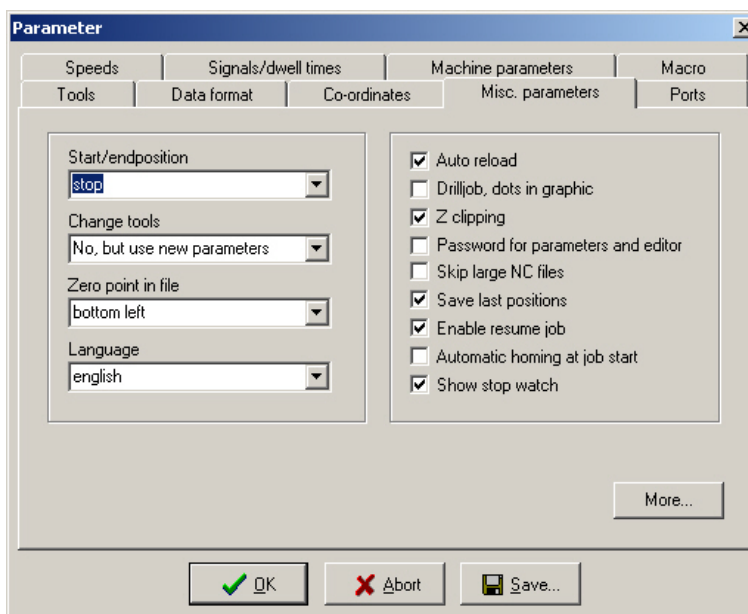 Parameter
Speeds Signals/dwell times Machine parameters Macro
Tools Data format Co-ordinates Misc. parameters Ports
Start/endposition
stop
Change tools
No, but use new parameters
Zero point in file
bottom left
Language
english
Auto reload
Drilljob, dots in graphic
Z clipping
Password for parameters and editor
Skip large NC files
Save last positions
Enable resume job
Automatic homing at job start
Show stop watch
More...
OK Abort Save...